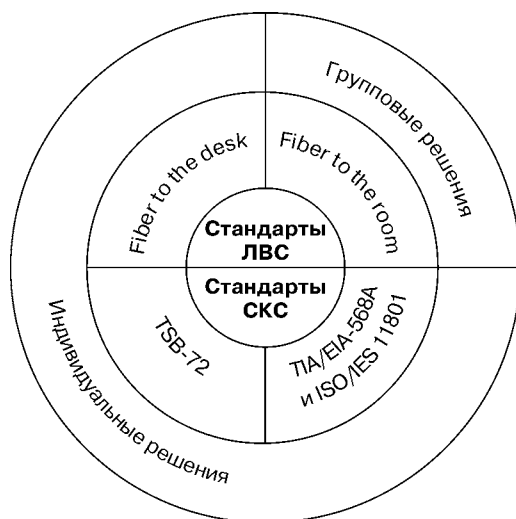 Групповые решения
Fiber to the desk
Fiber to the room
Стандарты
ЛВС
Стандарты
СКС
TSB-72
TIA/EIA-568A
и ISO/IES 11801
Индивидуальные решения